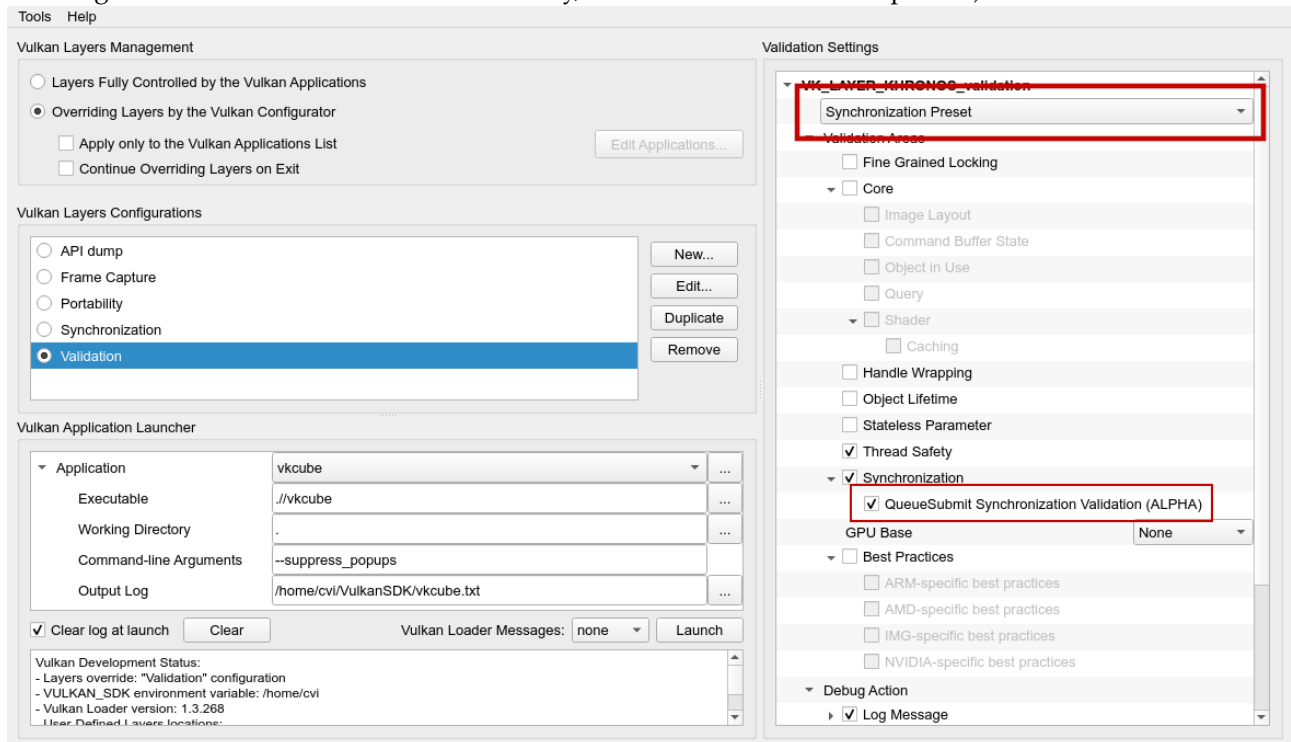 Tools Help
Vulkan Layers Management
Layers Fully Controlled by the Vulkan Applications
Overriding Layers by the Vulkan Configurator
Apply only to the Vulkan Applications List
Edit Applications...
Continue Overriding Layers on Exit
Vulkan Layers Configurations
API dump
Frame Capture
Portability
Synchronization
Validation
New...
Edit...
Duplicate
Remove
Vulkan Application Launcher
Application vkcube ...
Executable .//vkcube ...
Working Directory . ...
Command-line Arguments --suppress_popups
Output Log /home/cvi/VulkanSDK/vkcube.txt ...
Clear log at launch Clear Vulkan Loader Messages: none Launch
Vulkan Development Status:
- Layers override: "Validation" configuration
- VULKAN_SDK environment variable: /home/cvi
- Vulkan Loader version: 1.3.268
- User Defined Layers locations:
Validation Settings
VK_LAYER_KHRONOS_validation
Synchronization Preset
Validation Areas
Fine Grained Locking
Core
Image Layout
Command Buffer State
Object in Use
Query
Shader
Caching
Handle Wrapping
Object Lifetime
Stateless Parameter
Thread Safety
Synchronization
QueueSubmit Synchronization Validation (ALPHA)
GPU Base None
Best Practices
ARM-specific best practices
AMD-specific best practices
IMG-specific best practices
NVIDIA-specific best practices
Debug Action
Log Message